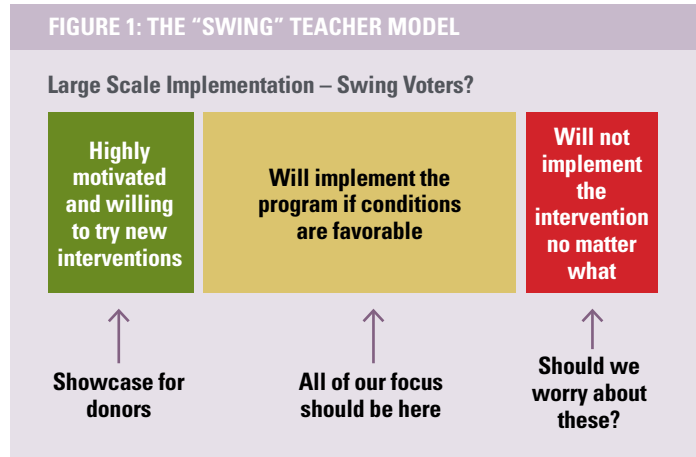 FIGURE 1: THE “SWING” TEACHER MODEL
Large Scale Implementation – Swing Voters?
Highly
motivated
and willing
to try new
interventions
Will implement the
program if conditions
are favorable
Will not
implement
the
intervention
no matter
what
Showcase for
donors
All of our focus
should be here
Should we
worry about
these?